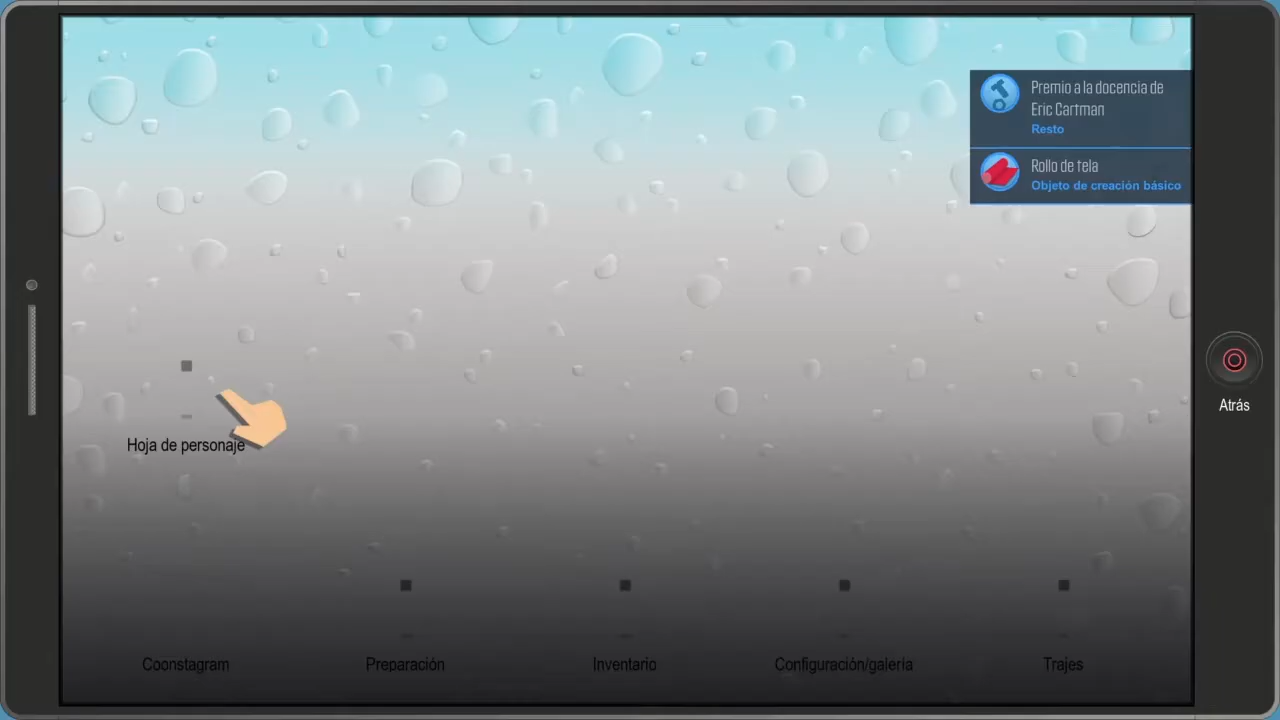 Premio a la docencia de
Eric Cartman
Resto
Rollo de tela
Objeto de creación básico
Atrás
Hoja de personaje
Coonstagram
Preparación
Inventario
Configuración/galería
Trajes